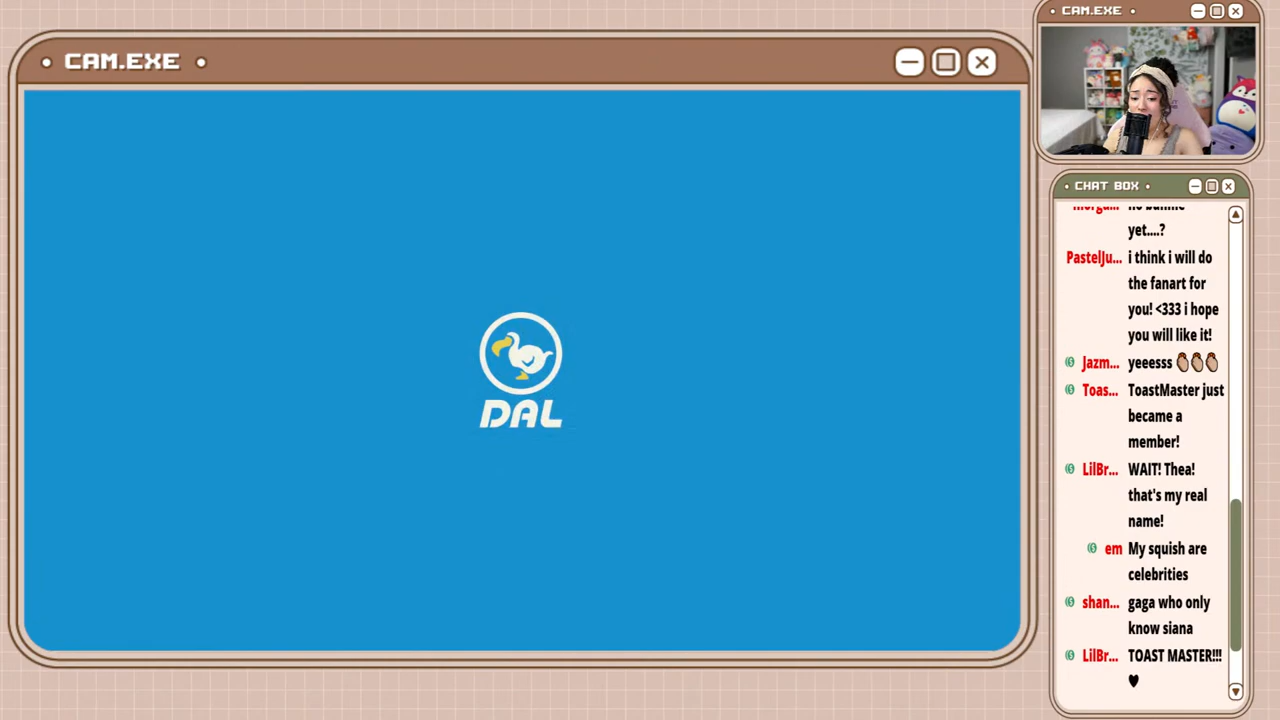 CAM.EXE
DAL
CAM.EXE
CHAT BOX
yet....?
PastelJu... i think i will do
the fanart for
you! <333 i hope
you will like it!
Jazm... yeeesss
Toas... ToastMaster just
became a
member!
LilBr... WAIT! Thea!
that's my real
name!
em My squish are
celebrities
shan... gaga who only
know siana
LilBr... TOAST MASTER!!!